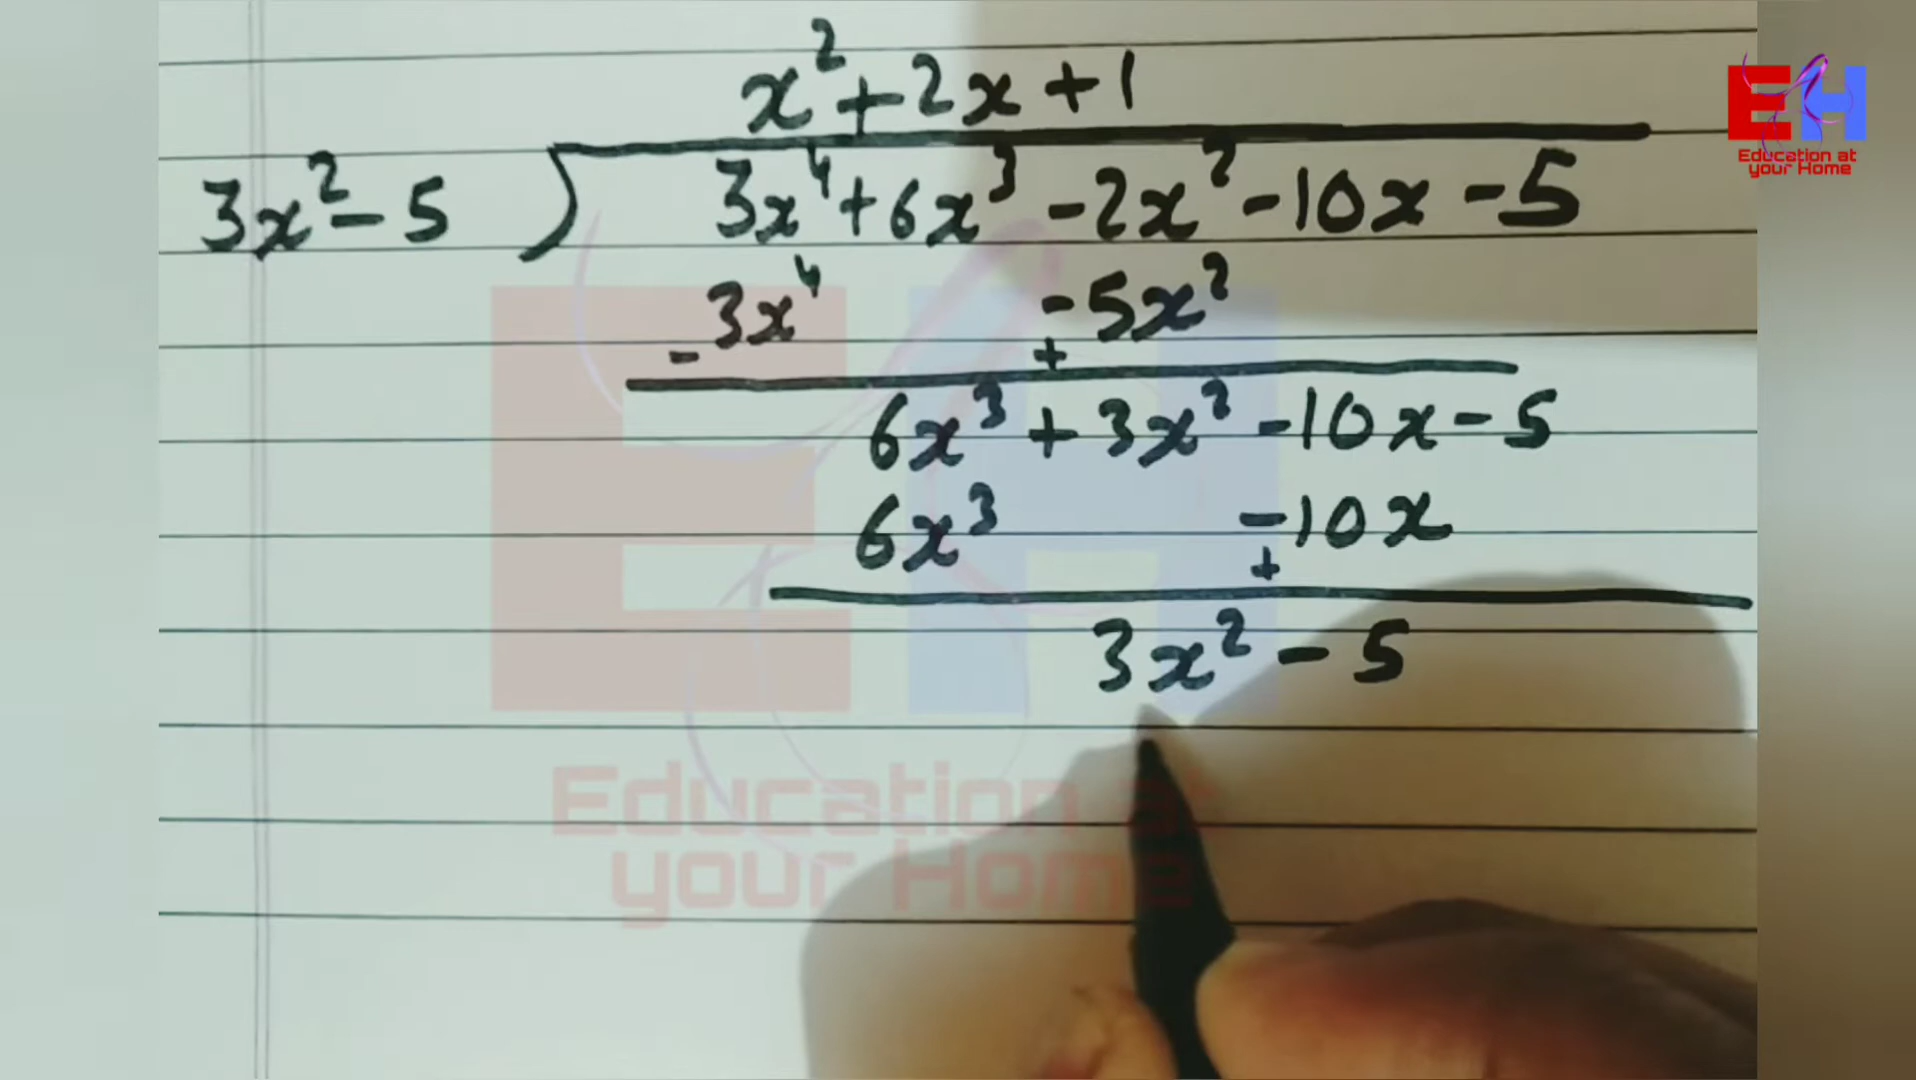 x² + 2x + 1
3x² - 5 ) 3x⁴ + 6x³ - 2x² - 10x - 5
3x⁴ - 5x²
- +
6x³ + 3x² - 10x - 5
6x³ - 10x
+
3x² - 5
EH
Education at
your Home
EH
Education at
your Home